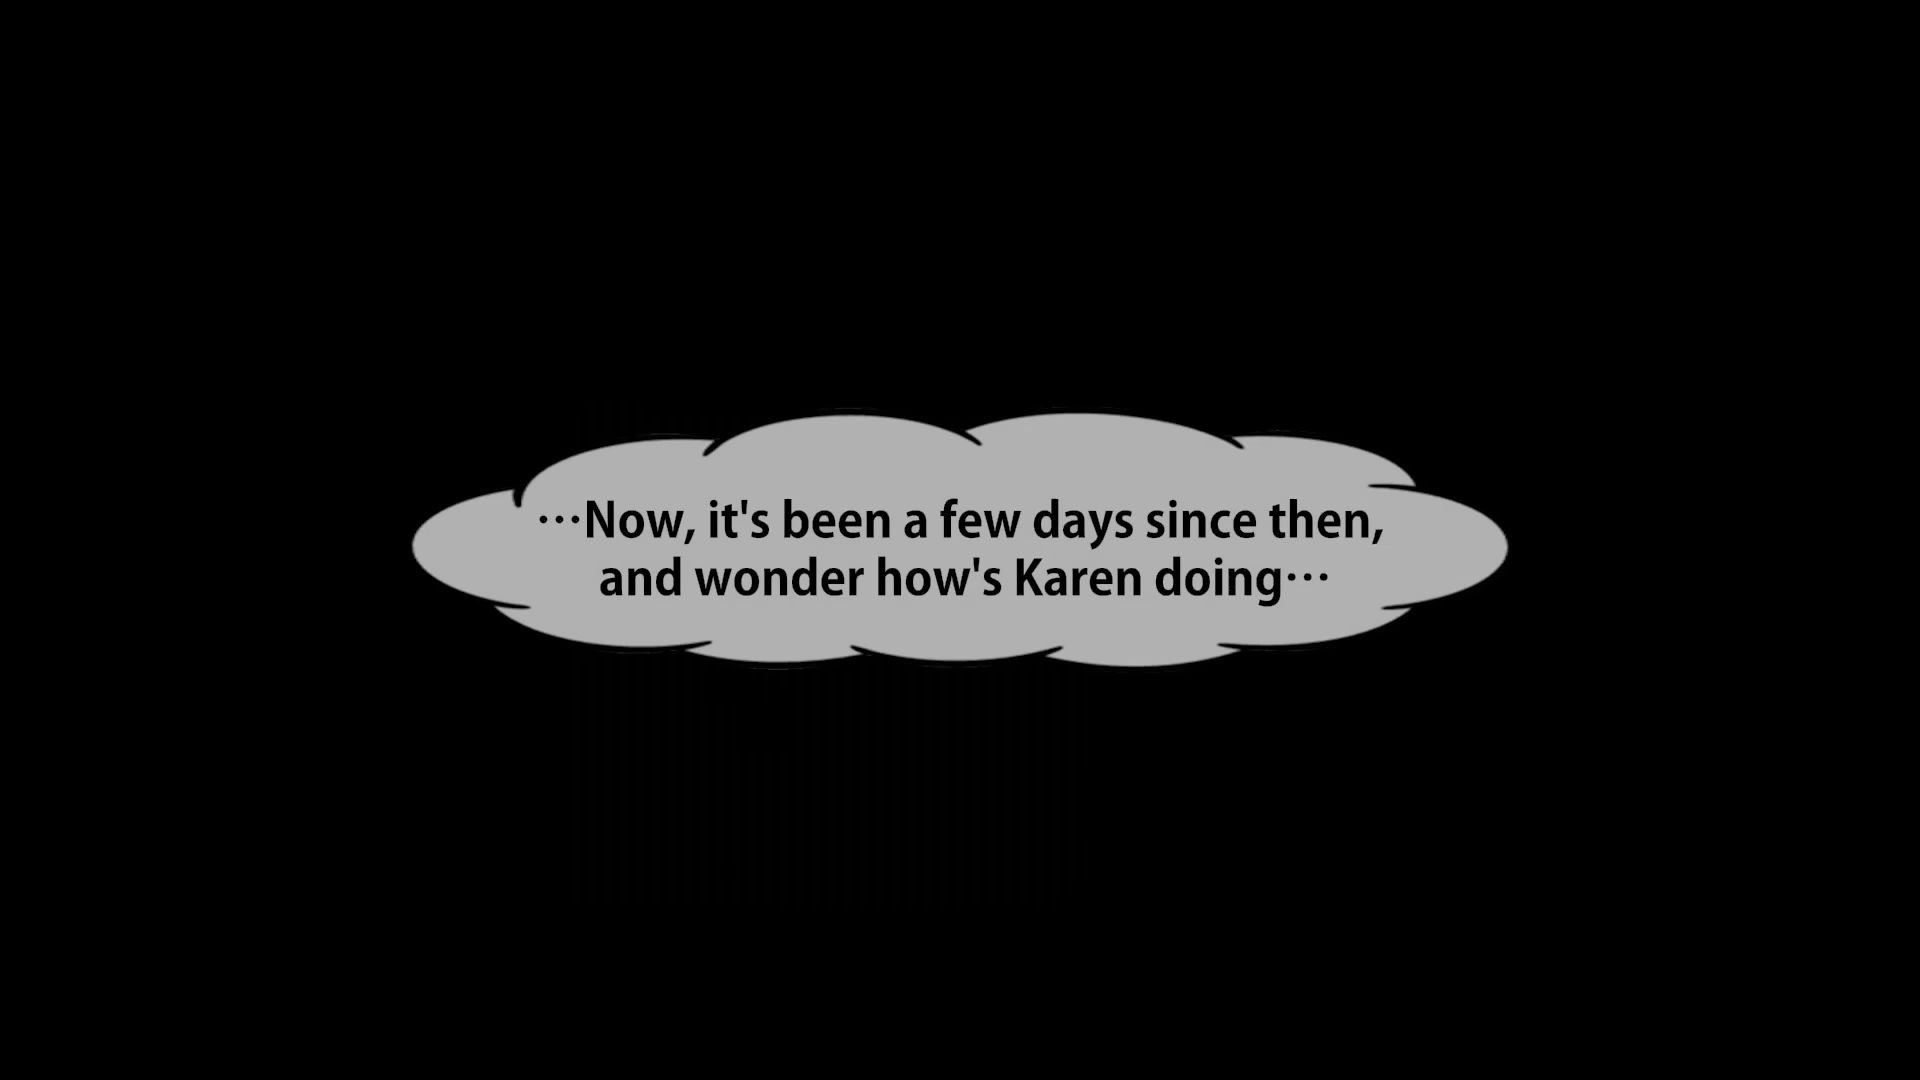 …Now, it's been a few days since then,
and wonder how's Karen doing…